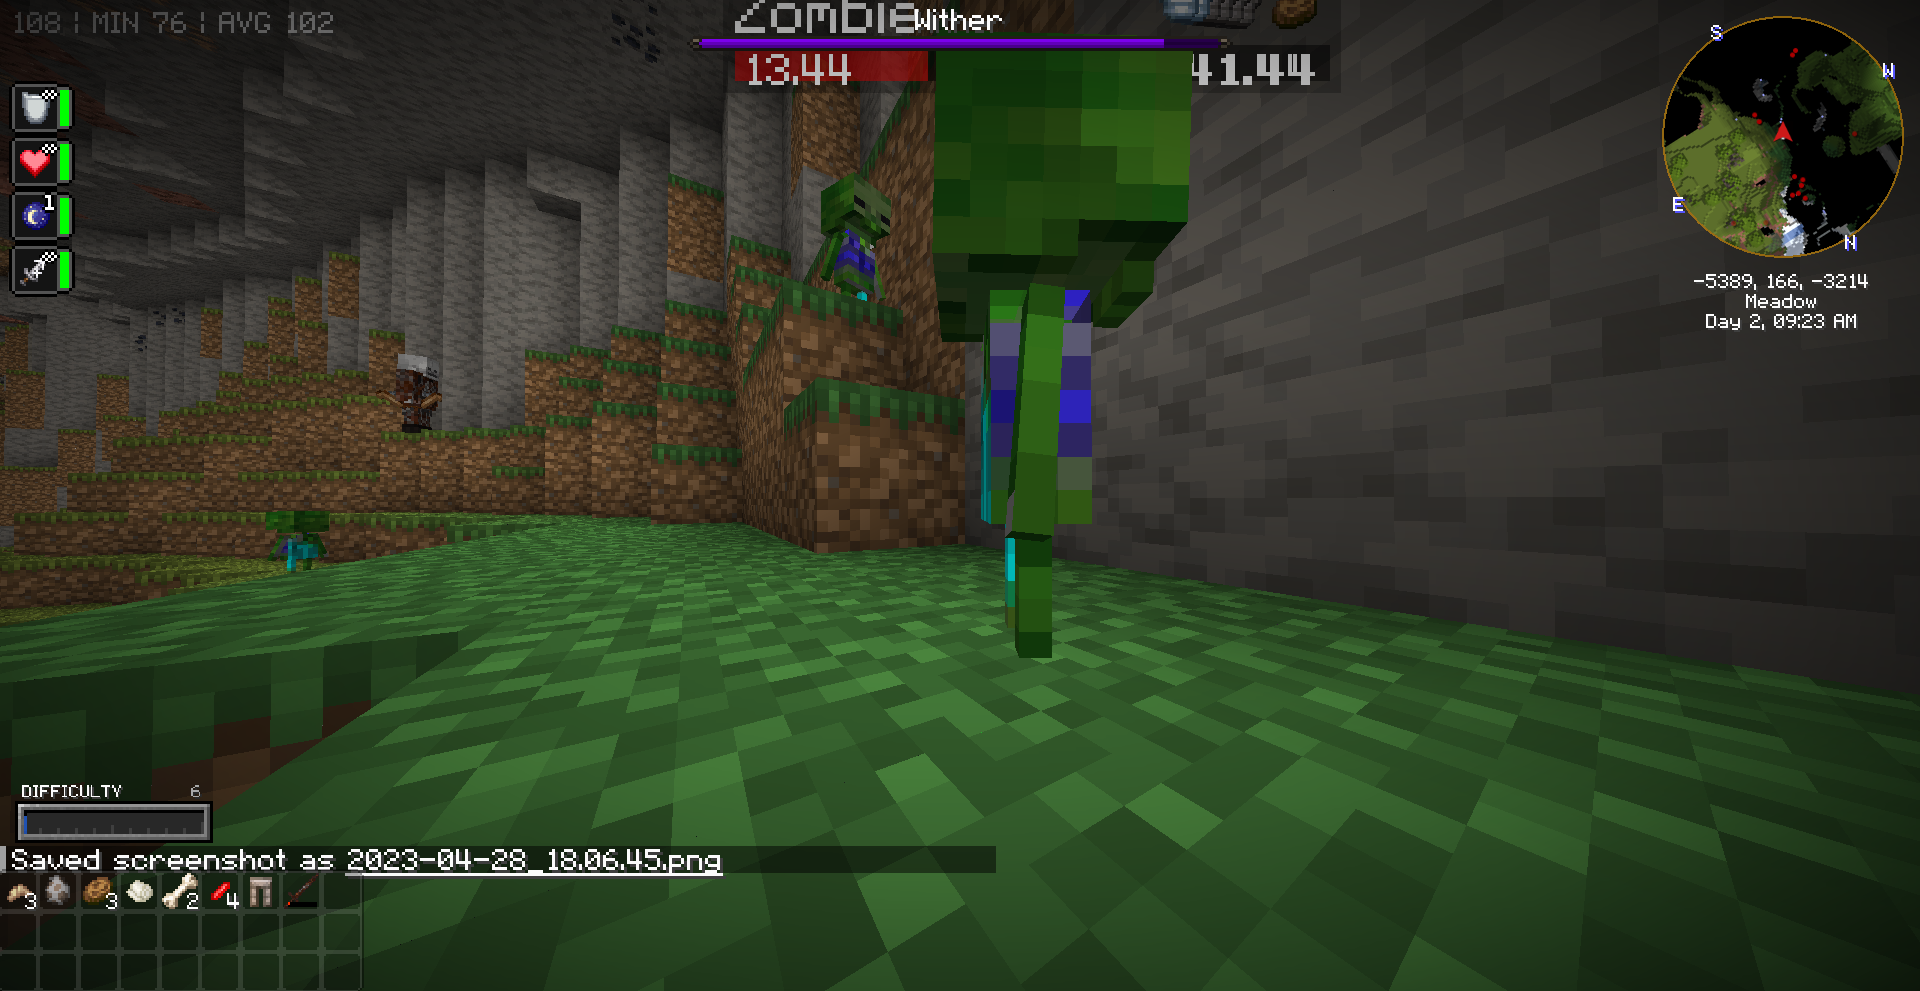 108 | MIN 76 | AVG 102
Zombie
Wither
13.44
41.44
S
W
E
N
-5389, 166, -3214
Meadow
Day 2, 09:23 AM
1
DIFFICULTY 6
Saved screenshot as 2023-04-28_18.06.45.png
3
3
2
4